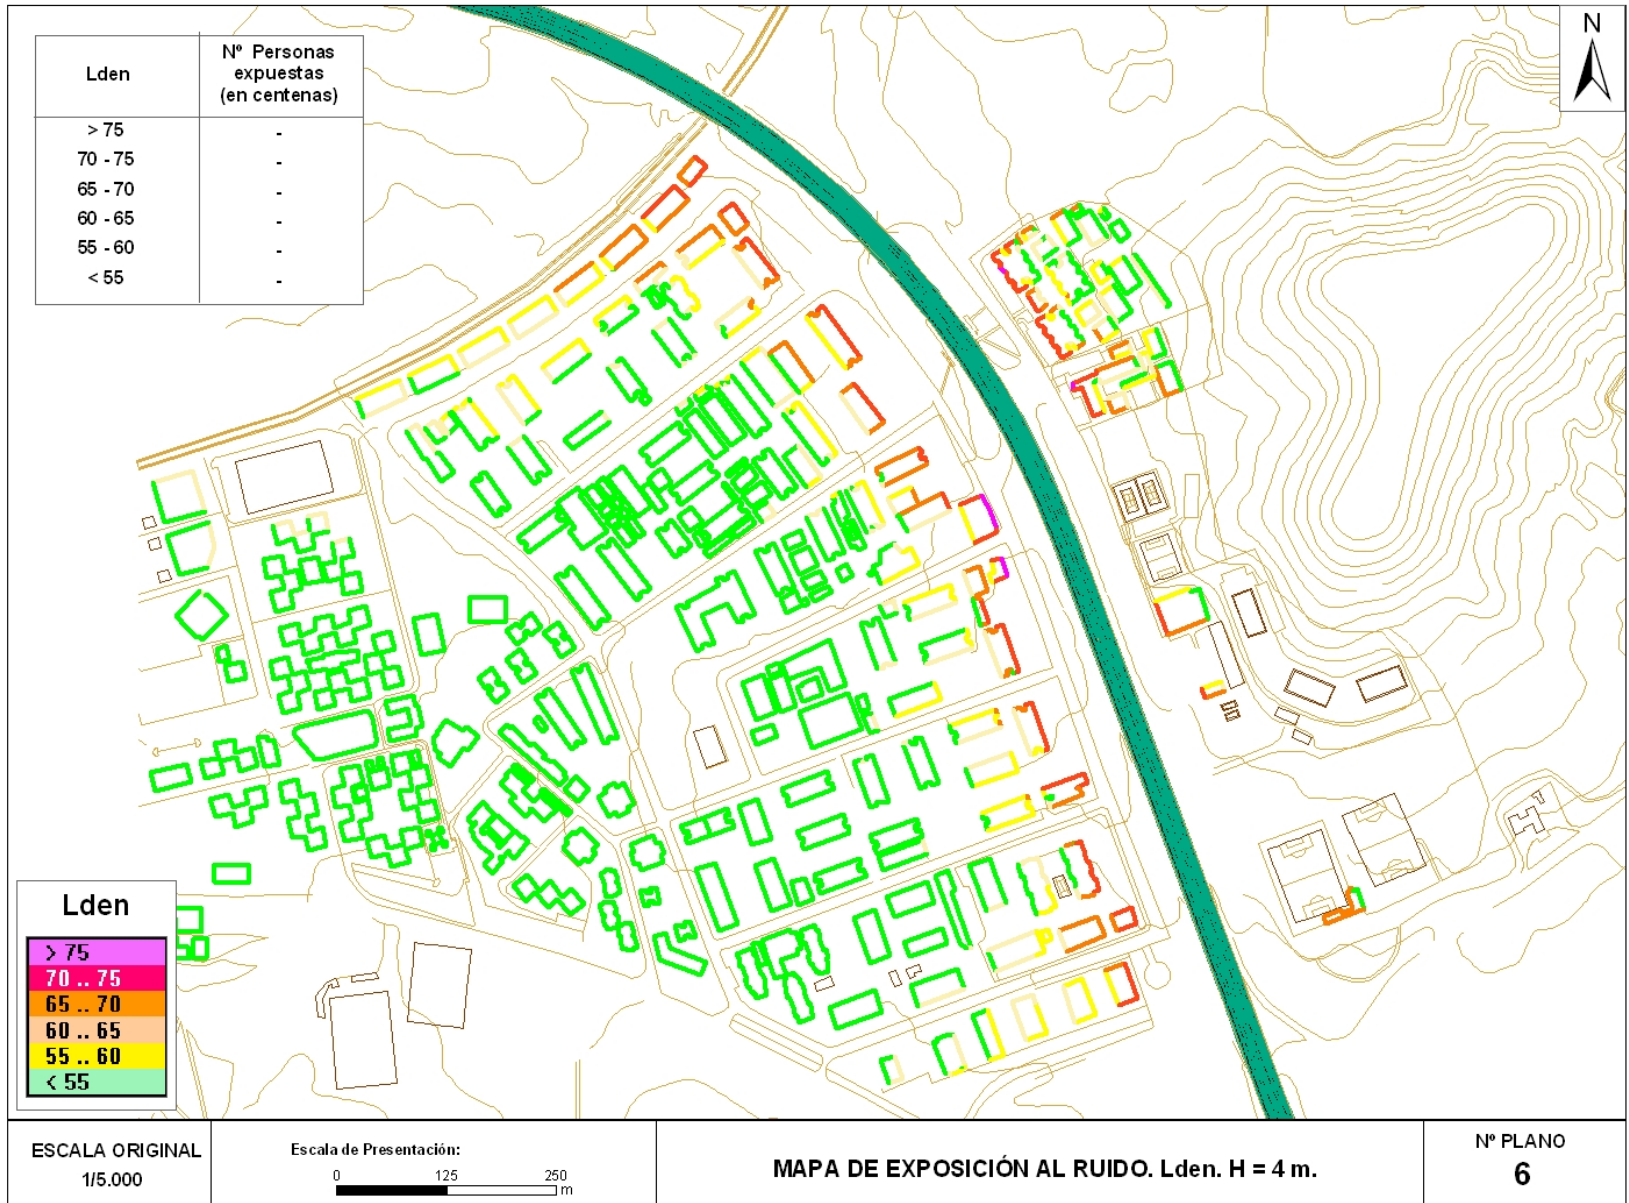 Lden
Nº Personas
expuestas
(en centenas)
> 75 -
70 - 75 -
65 - 70 -
60 - 65 -
55 - 60 -
< 55 -
N
Lden
> 75
70 .. 75
65 .. 70
60 .. 65
55 .. 60
< 55
ESCALA ORIGINAL
1/5.000
Escala de Presentación:
0 125 250
m
MAPA DE EXPOSICIÓN AL RUIDO. Lden. H = 4 m.
Nº PLANO
6